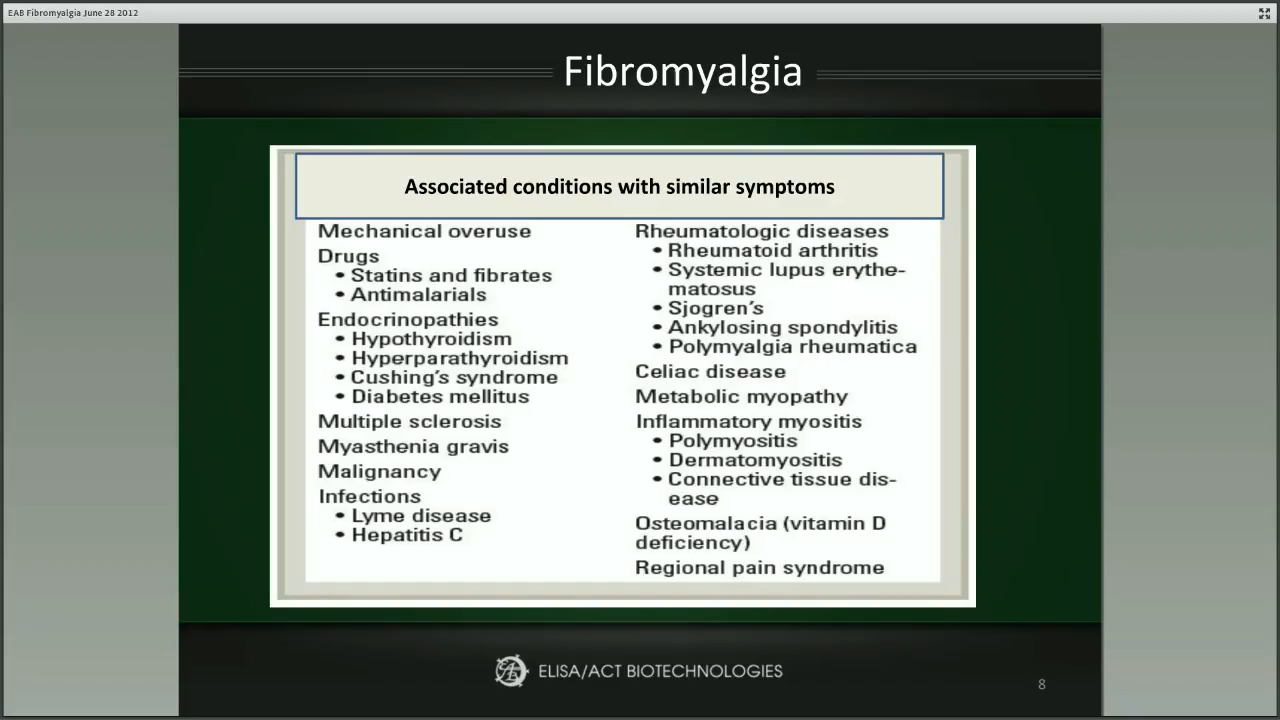 EAB Fibromyalgia June 28 2012
Fibromyalgia
Associated conditions with similar symptoms
Mechanical overuse
Drugs
• Statins and fibrates
• Antimalarials
Endocrinopathies
• Hypothyroidism
• Hyperparathyroidism
• Cushing's syndrome
• Diabetes mellitus
Multiple sclerosis
Myasthenia gravis
Malignancy
Infections
• Lyme disease
• Hepatitis C
Rheumatologic diseases
• Rheumatoid arthritis
• Systemic lupus erythe-
matosus
• Sjogren's
• Ankylosing spondylitis
• Polymyalgia rheumatica
Celiac disease
Metabolic myopathy
Inflammatory myositis
• Polymyositis
• Dermatomyositis
• Connective tissue dis-
ease
Osteomalacia (vitamin D
deficiency)
Regional pain syndrome
EAB
ELISA/ACT BIOTECHNOLOGIES
8